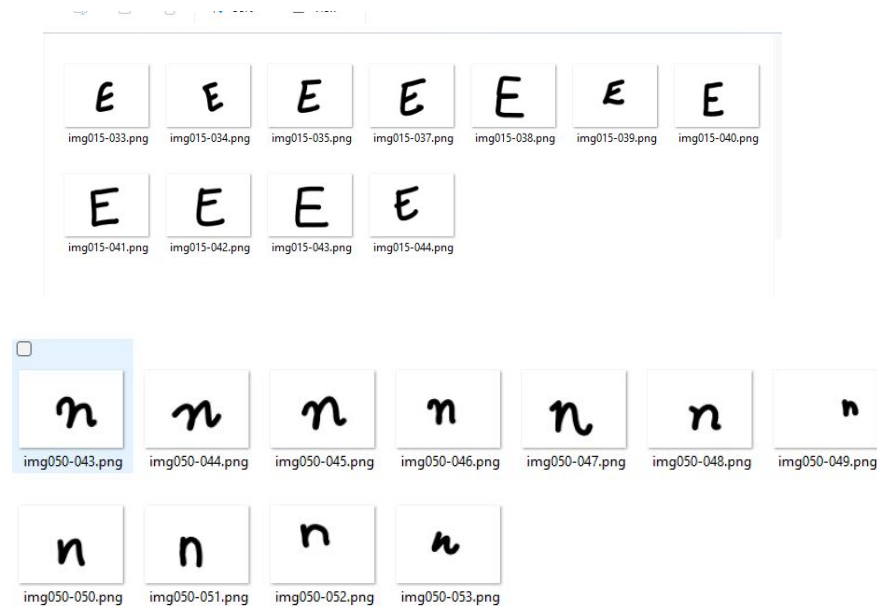 E E E E E E E
img015-033.png img015-034.png img015-035.png img015-037.png img015-038.png img015-039.png img015-040.png
E E E E
img015-041.png img015-042.png img015-043.png img015-044.png
n n n n n n n
img050-043.png img050-044.png img050-045.png img050-046.png img050-047.png img050-048.png img050-049.png
n n n n
img050-050.png img050-051.png img050-052.png img050-053.png